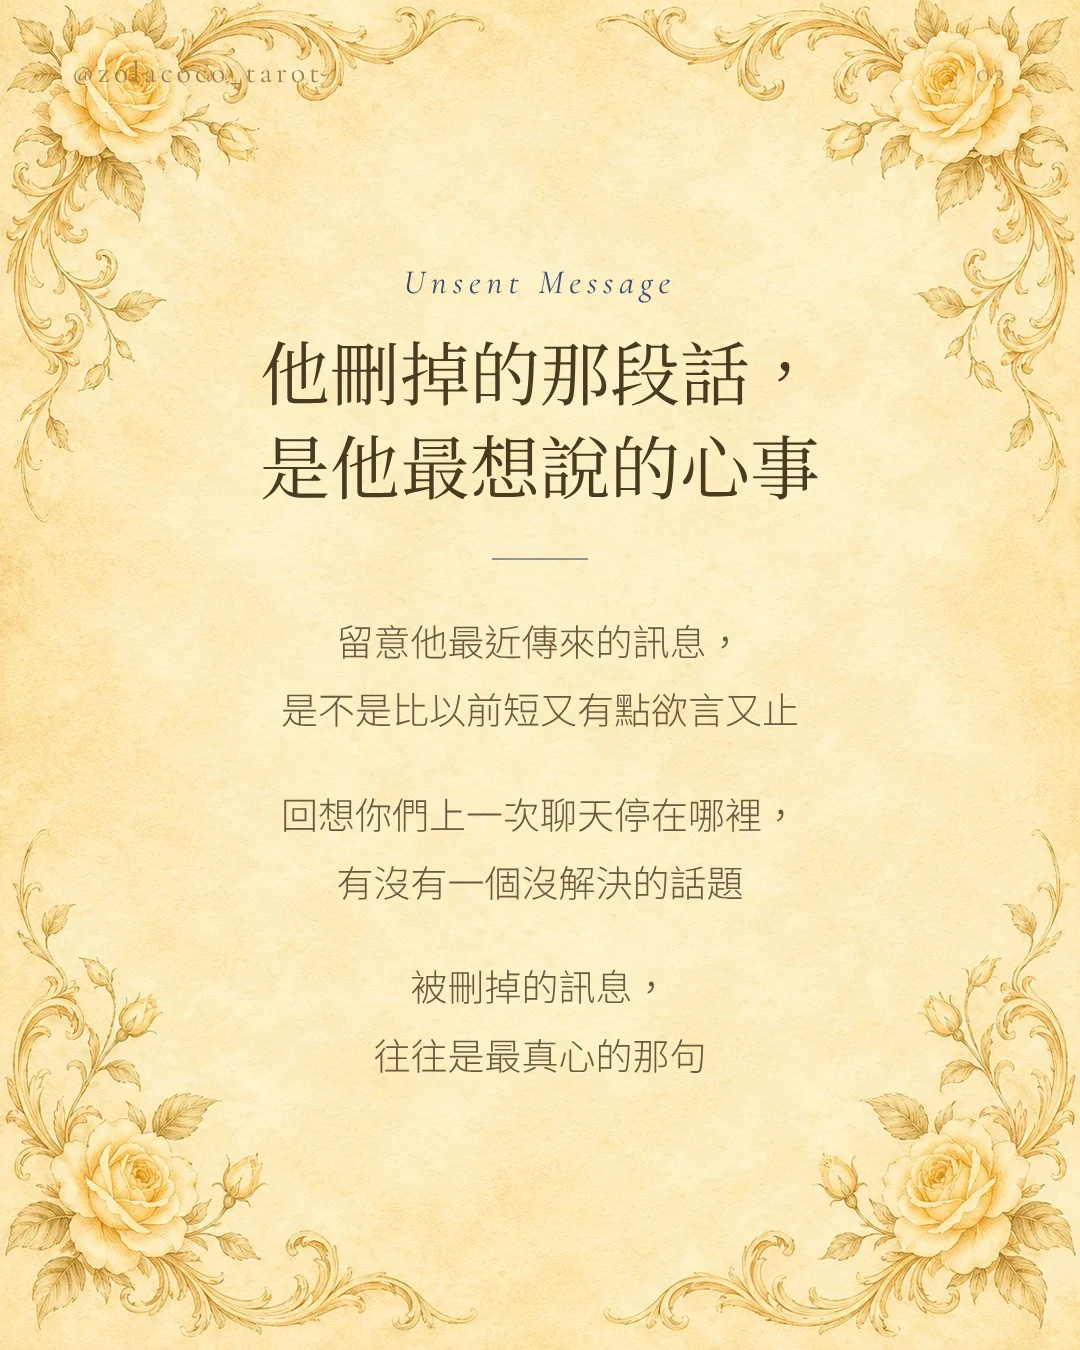 @zolacoco_tarot
03
Unsent Message
他刪掉的那段話，
是他最想說的心事
留意他最近傳來的訊息，
是不是比以前短又有點欲言又止
回想你們上一次聊天停在哪裡，
有沒有一個沒解決的話題
被刪掉的訊息，
往往是最真心的那句